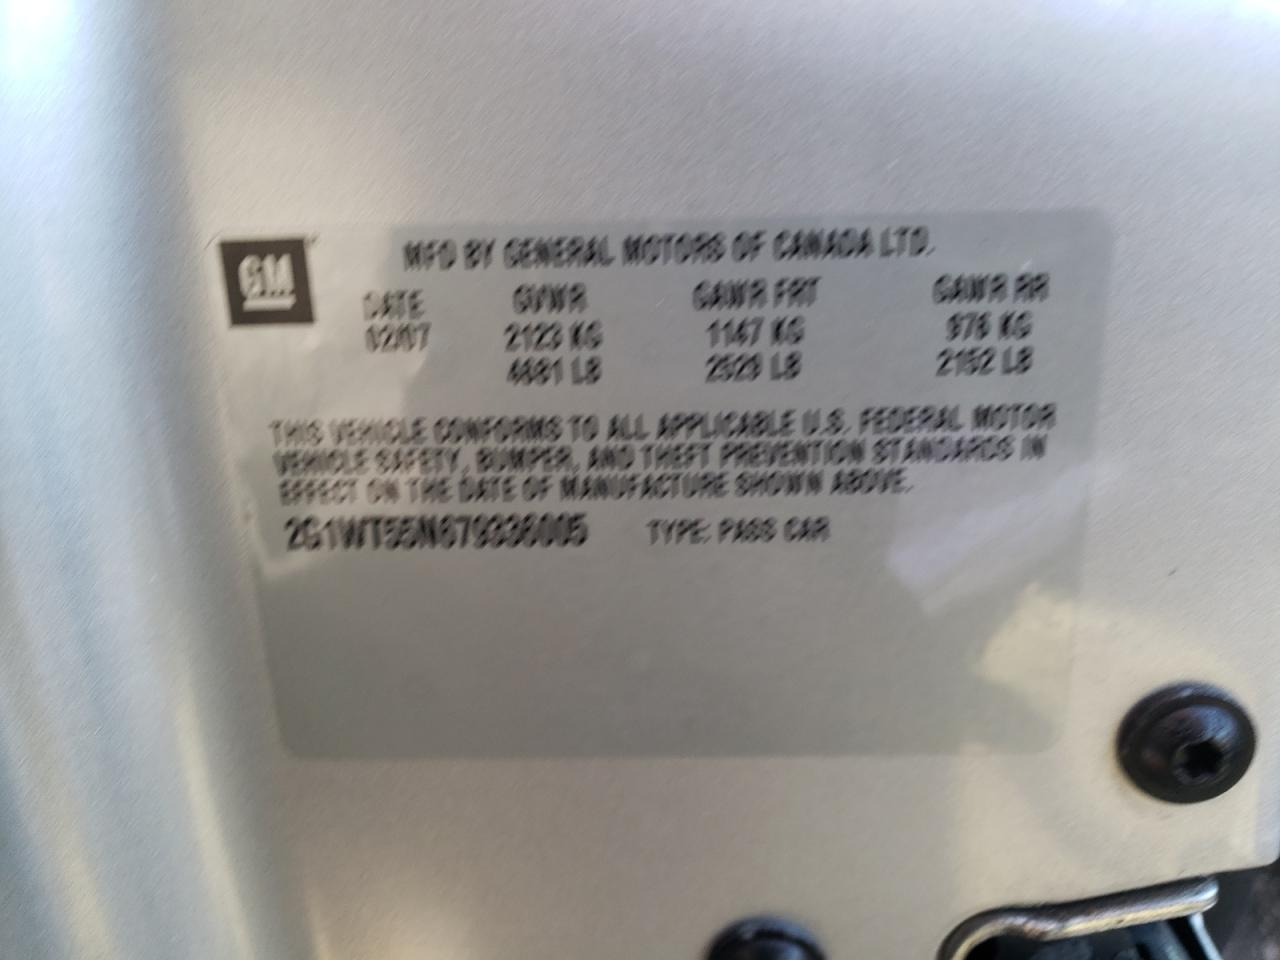 GM
MFD BY GENERAL MOTORS OF CANADA LTD.
DATE GVWR GAWR FRT GAWR RR
02/07 2123 KG 1147 KG 976 KG
4681 LB 2529 LB 2152 LB
THIS VEHICLE CONFORMS TO ALL APPLICABLE U.S. FEDERAL MOTOR
VEHICLE SAFETY, BUMPER, AND THEFT PREVENTION STANDARDS IN
EFFECT ON THE DATE OF MANUFACTURE SHOWN ABOVE.
2G1WT55N679336005 TYPE: PASS CAR